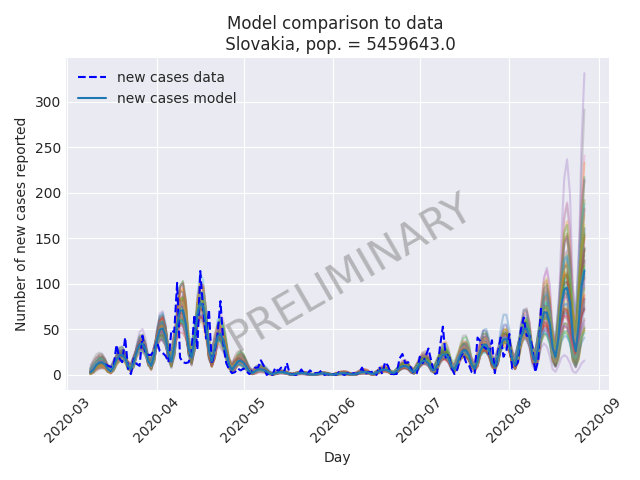 Model comparison to data
Slovakia, pop. = 5459643.0
new cases data
new cases model
Number of new cases reported
300
250
200
150
100
50
0
PRELIMINARY
2020-03
2020-04
2020-05
2020-06
2020-07
2020-08
2020-09
Day